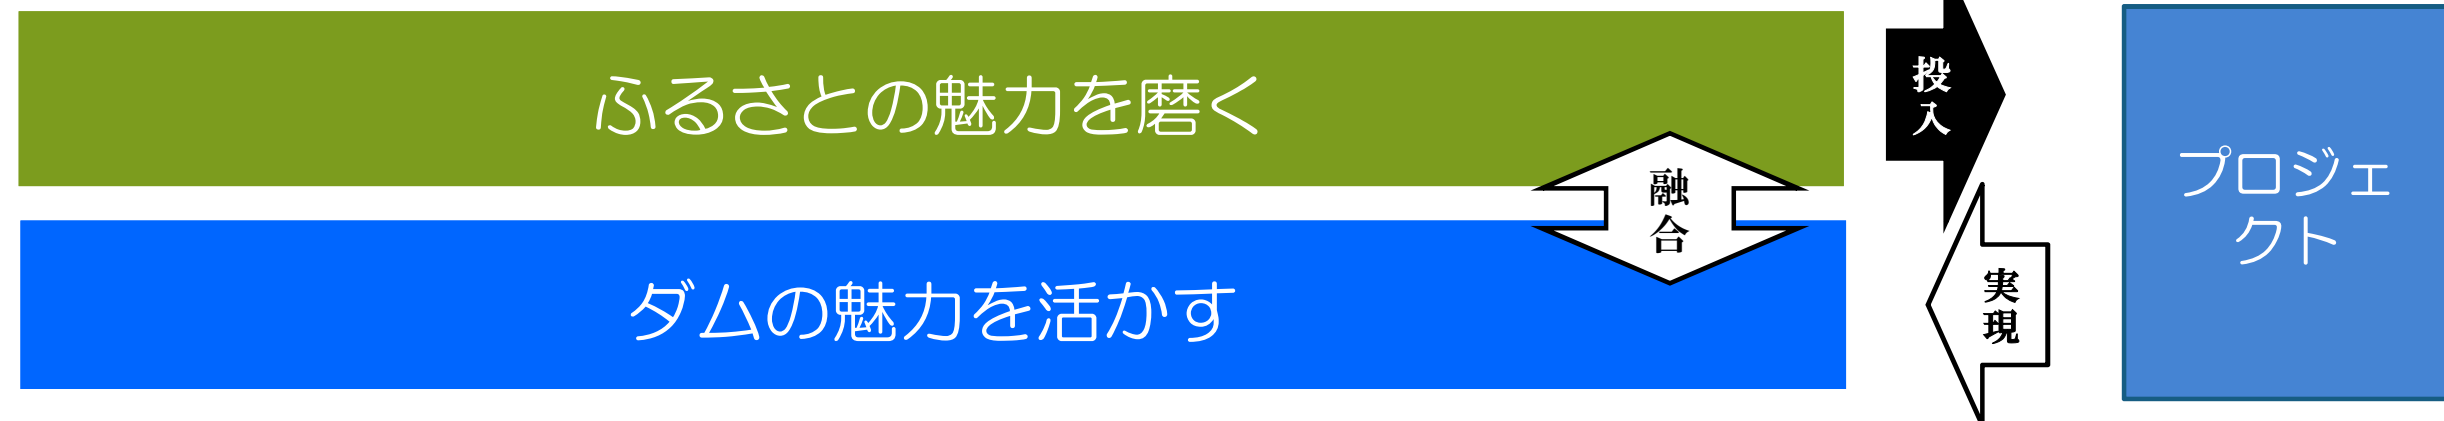 ふるさとの魅力を磨く
投入
融合
ダムの魅力を活かす
実現
プロジェ
クト